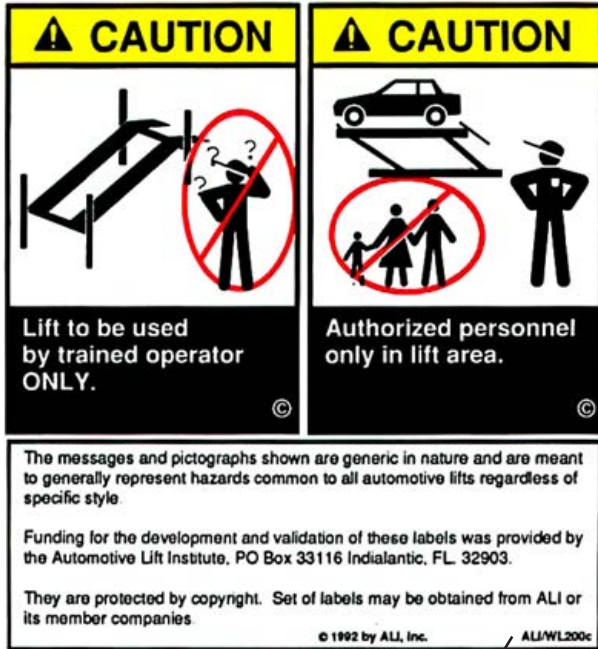 ⚠ CAUTION
? ? ?
Lift to be used
by trained operator
ONLY.
©
⚠ CAUTION
Authorized personnel
only in lift area.
©
The messages and pictographs shown are generic in nature and are meant
to generally represent hazards common to all automotive lifts regardless of
specific style.
Funding for the development and validation of these labels was provided by
the Automotive Lift Institute, PO Box 33116 Indialantic, FL. 32903.
They are protected by copyright. Set of labels may be obtained from ALI or
its member companies.
© 1992 by ALI, Inc. ALI/WL200c